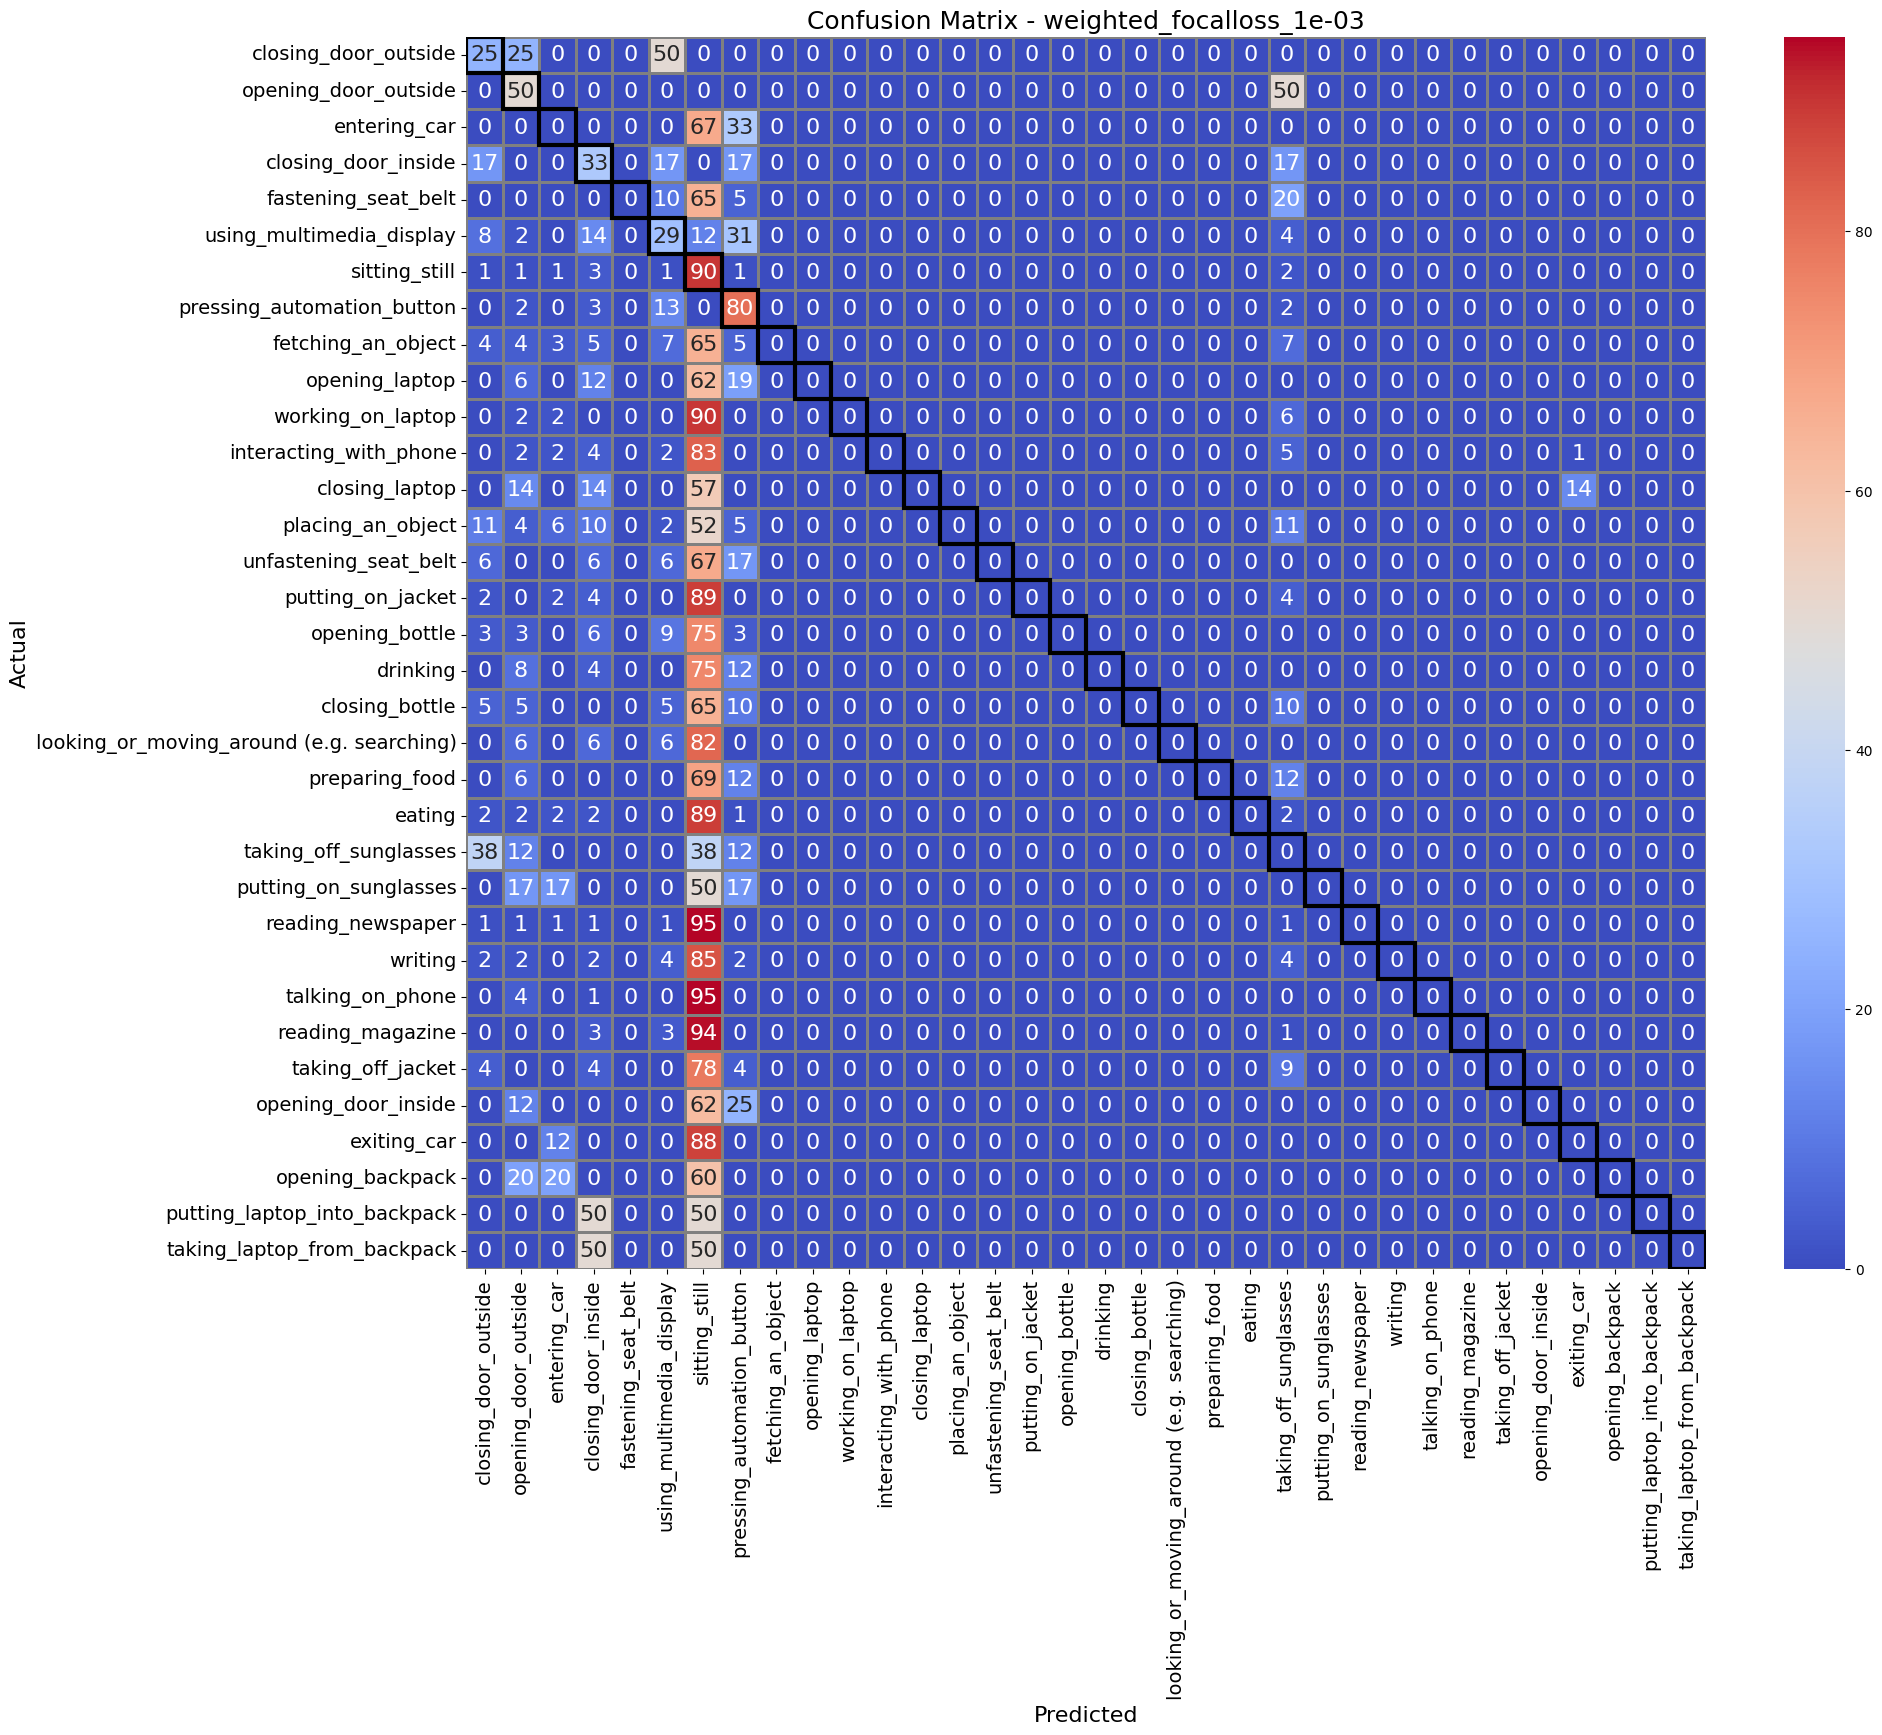 Confusion Matrix - weighted_focalloss_1e-03
Actual
closing_door_outside 25 25 0 0 0 50 0 0 0 0 0 0 0 0 0 0 0 0 0 0 0 0 0 0 0 0 0 0 0 0 0 0 0 0
opening_door_outside 0 50 0 0 0 0 0 0 0 0 0 0 0 0 0 0 0 0 0 0 0 0 50 0 0 0 0 0 0 0 0 0 0 0
entering_car 0 0 0 0 0 0 67 33 0 0 0 0 0 0 0 0 0 0 0 0 0 0 0 0 0 0 0 0 0 0 0 0 0 0
closing_door_inside 17 0 0 33 0 17 0 17 0 0 0 0 0 0 0 0 0 0 0 0 0 0 17 0 0 0 0 0 0 0 0 0 0 0
fastening_seat_belt 0 0 0 0 0 10 65 5 0 0 0 0 0 0 0 0 0 0 0 0 0 0 20 0 0 0 0 0 0 0 0 0 0 0
using_multimedia_display 8 2 0 14 0 29 12 31 0 0 0 0 0 0 0 0 0 0 0 0 0 0 4 0 0 0 0 0 0 0 0 0 0 0
sitting_still 1 1 1 3 0 1 90 1 0 0 0 0 0 0 0 0 0 0 0 0 0 0 2 0 0 0 0 0 0 0 0 0 0 0
pressing_automation_button 0 2 0 3 0 13 0 80 0 0 0 0 0 0 0 0 0 0 0 0 0 0 2 0 0 0 0 0 0 0 0 0 0 0
fetching_an_object 4 4 3 5 0 7 65 5 0 0 0 0 0 0 0 0 0 0 0 0 0 0 7 0 0 0 0 0 0 0 0 0 0 0
opening_laptop 0 6 0 12 0 0 62 19 0 0 0 0 0 0 0 0 0 0 0 0 0 0 0 0 0 0 0 0 0 0 0 0 0 0
working_on_laptop 0 2 2 0 0 0 90 0 0 0 0 0 0 0 0 0 0 0 0 0 0 0 6 0 0 0 0 0 0 0 0 0 0 0
interacting_with_phone 0 2 2 4 0 2 83 0 0 0 0 0 0 0 0 0 0 0 0 0 0 0 5 0 0 0 0 0 0 0 1 0 0 0
closing_laptop 0 14 0 14 0 0 57 0 0 0 0 0 0 0 0 0 0 0 0 0 0 0 0 0 0 0 0 0 0 0 14 0 0 0
placing_an_object 11 4 6 10 0 2 52 5 0 0 0 0 0 0 0 0 0 0 0 0 0 0 11 0 0 0 0 0 0 0 0 0 0 0
unfastening_seat_belt 6 0 0 6 0 6 67 17 0 0 0 0 0 0 0 0 0 0 0 0 0 0 0 0 0 0 0 0 0 0 0 0 0 0
putting_on_jacket 2 0 2 4 0 0 89 0 0 0 0 0 0 0 0 0 0 0 0 0 0 0 4 0 0 0 0 0 0 0 0 0 0 0
opening_bottle 3 3 0 6 0 9 75 3 0 0 0 0 0 0 0 0 0 0 0 0 0 0 0 0 0 0 0 0 0 0 0 0 0 0
drinking 0 8 0 4 0 0 75 12 0 0 0 0 0 0 0 0 0 0 0 0 0 0 0 0 0 0 0 0 0 0 0 0 0 0
closing_bottle 5 5 0 0 0 5 65 10 0 0 0 0 0 0 0 0 0 0 0 0 0 0 10 0 0 0 0 0 0 0 0 0 0 0
looking_or_moving_around (e.g. searching) 0 6 0 6 0 6 82 0 0 0 0 0 0 0 0 0 0 0 0 0 0 0 0 0 0 0 0 0 0 0 0 0 0 0
preparing_food 0 6 0 0 0 0 69 12 0 0 0 0 0 0 0 0 0 0 0 0 0 0 12 0 0 0 0 0 0 0 0 0 0 0
eating 2 2 2 2 0 0 89 1 0 0 0 0 0 0 0 0 0 0 0 0 0 0 2 0 0 0 0 0 0 0 0 0 0 0
taking_off_sunglasses 38 12 0 0 0 0 38 12 0 0 0 0 0 0 0 0 0 0 0 0 0 0 0 0 0 0 0 0 0 0 0 0 0 0
putting_on_sunglasses 0 17 17 0 0 0 50 17 0 0 0 0 0 0 0 0 0 0 0 0 0 0 0 0 0 0 0 0 0 0 0 0 0 0
reading_newspaper 1 1 1 1 0 1 95 0 0 0 0 0 0 0 0 0 0 0 0 0 0 0 1 0 0 0 0 0 0 0 0 0 0 0
writing 2 2 0 2 0 4 85 2 0 0 0 0 0 0 0 0 0 0 0 0 0 0 4 0 0 0 0 0 0 0 0 0 0 0
talking_on_phone 0 4 0 1 0 0 95 0 0 0 0 0 0 0 0 0 0 0 0 0 0 0 0 0 0 0 0 0 0 0 0 0 0 0
reading_magazine 0 0 0 3 0 3 94 0 0 0 0 0 0 0 0 0 0 0 0 0 0 0 1 0 0 0 0 0 0 0 0 0 0 0
taking_off_jacket 4 0 0 4 0 0 78 4 0 0 0 0 0 0 0 0 0 0 0 0 0 0 9 0 0 0 0 0 0 0 0 0 0 0
opening_door_inside 0 12 0 0 0 0 62 25 0 0 0 0 0 0 0 0 0 0 0 0 0 0 0 0 0 0 0 0 0 0 0 0 0 0
exiting_car 0 0 12 0 0 0 88 0 0 0 0 0 0 0 0 0 0 0 0 0 0 0 0 0 0 0 0 0 0 0 0 0 0 0
opening_backpack 0 20 20 0 0 0 60 0 0 0 0 0 0 0 0 0 0 0 0 0 0 0 0 0 0 0 0 0 0 0 0 0 0 0
putting_laptop_into_backpack 0 0 0 50 0 0 50 0 0 0 0 0 0 0 0 0 0 0 0 0 0 0 0 0 0 0 0 0 0 0 0 0 0 0
taking_laptop_from_backpack 0 0 0 50 0 0 50 0 0 0 0 0 0 0 0 0 0 0 0 0 0 0 0 0 0 0 0 0 0 0 0 0 0 0
closing_door_outside
opening_door_outside
entering_car
closing_door_inside
fastening_seat_belt
using_multimedia_display
sitting_still
pressing_automation_button
fetching_an_object
opening_laptop
working_on_laptop
interacting_with_phone
closing_laptop
placing_an_object
unfastening_seat_belt
putting_on_jacket
opening_bottle
drinking
closing_bottle
looking_or_moving_around (e.g. searching)
preparing_food
eating
taking_off_sunglasses
putting_on_sunglasses
reading_newspaper
writing
talking_on_phone
reading_magazine
taking_off_jacket
opening_door_inside
exiting_car
opening_backpack
putting_laptop_into_backpack
taking_laptop_from_backpack
Predicted
80
60
40
20
0